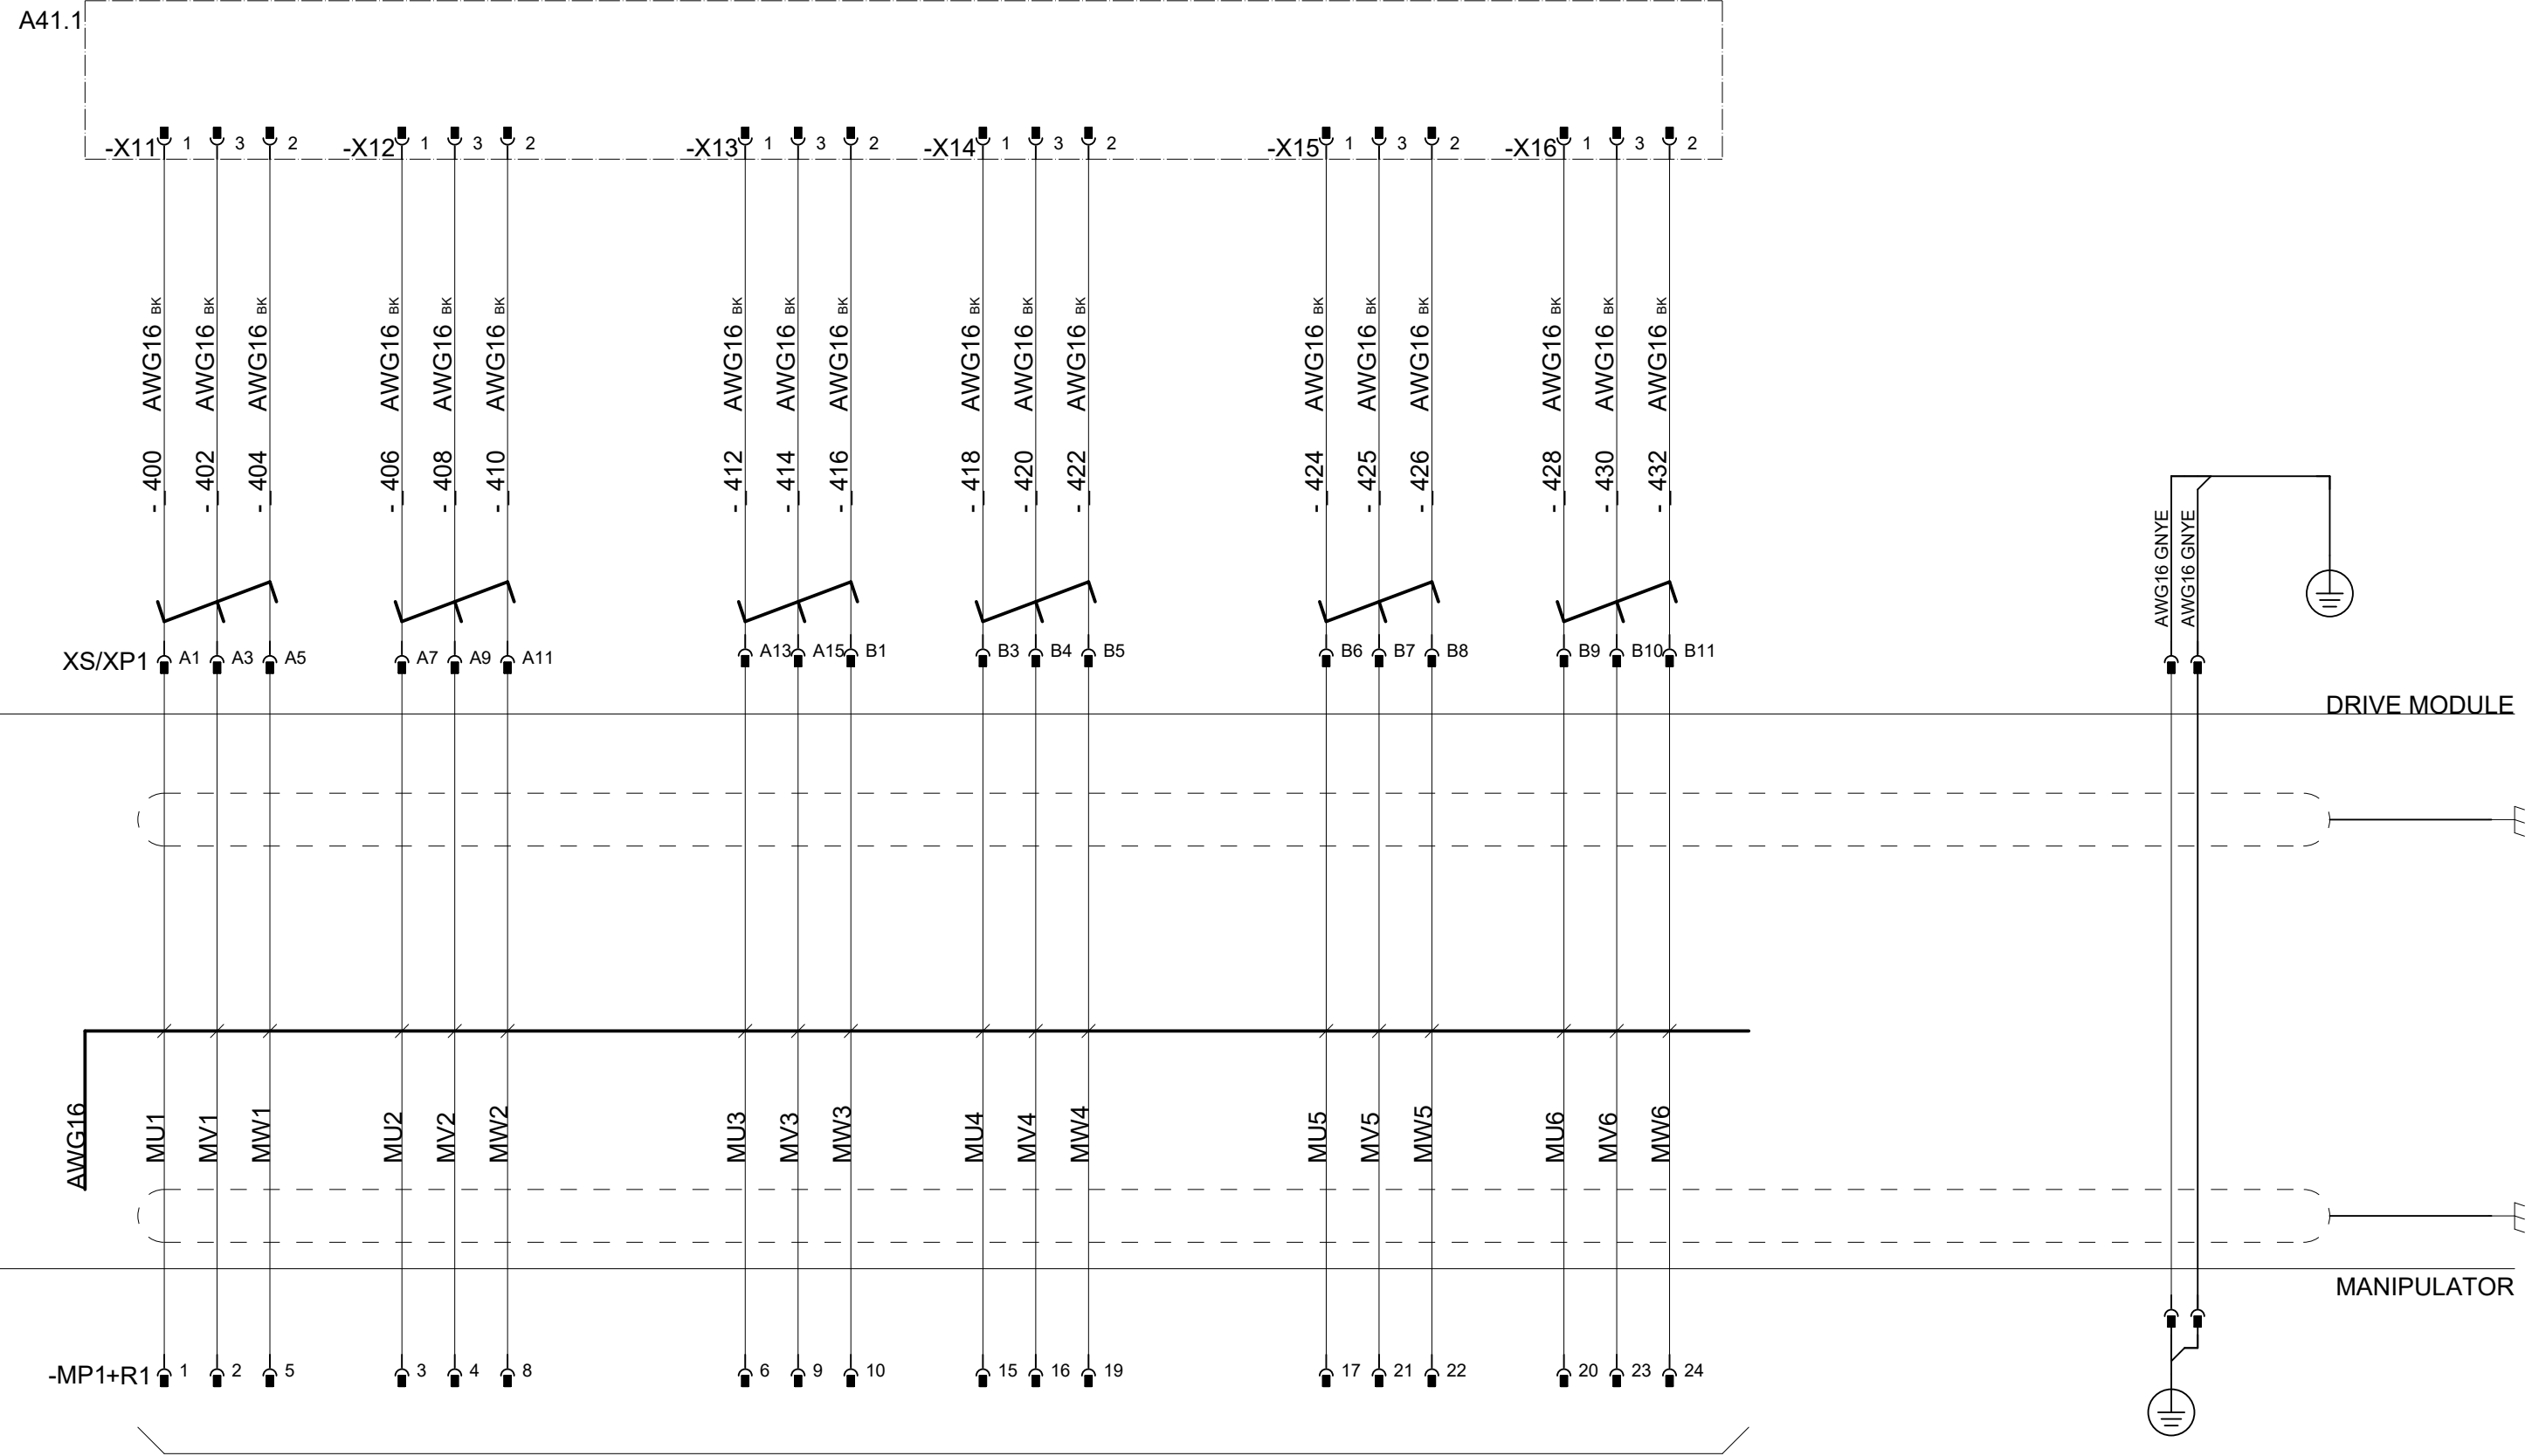 A41.1
-X11 1 3 2 -X12 1 3 2 -X13 1 3 2 -X14 1 3 2 -X15 1 3 2 -X16 1 3 2
AWG16 BK AWG16 BK AWG16 BK AWG16 BK AWG16 BK AWG16 BK AWG16 BK AWG16 BK AWG16 BK AWG16 BK AWG16 BK AWG16 BK AWG16 BK AWG16 BK AWG16 BK AWG16 BK AWG16 BK AWG16 BK
- 400 - 402 - 404 - 406 - 408 - 410 - 412 - 414 - 416 - 418 - 420 - 422 - 424 - 425 - 426 - 428 - 430 - 432
AWG16 GNYE AWG16 GNYE
XS/XP1 A1 A3 A5 A7 A9 A11 A13 A15 B1 B3 B4 B5 B6 B7 B8 B9 B10 B11
DRIVE MODULE
AWG16 MU1 MV1 MW1 MU2 MV2 MW2 MU3 MV3 MW3 MU4 MV4 MW4 MU5 MV5 MW5 MU6 MV6 MW6
MANIPULATOR
-MP1+R1 1 2 5 3 4 8 6 9 10 15 16 19 17 21 22 20 23 24